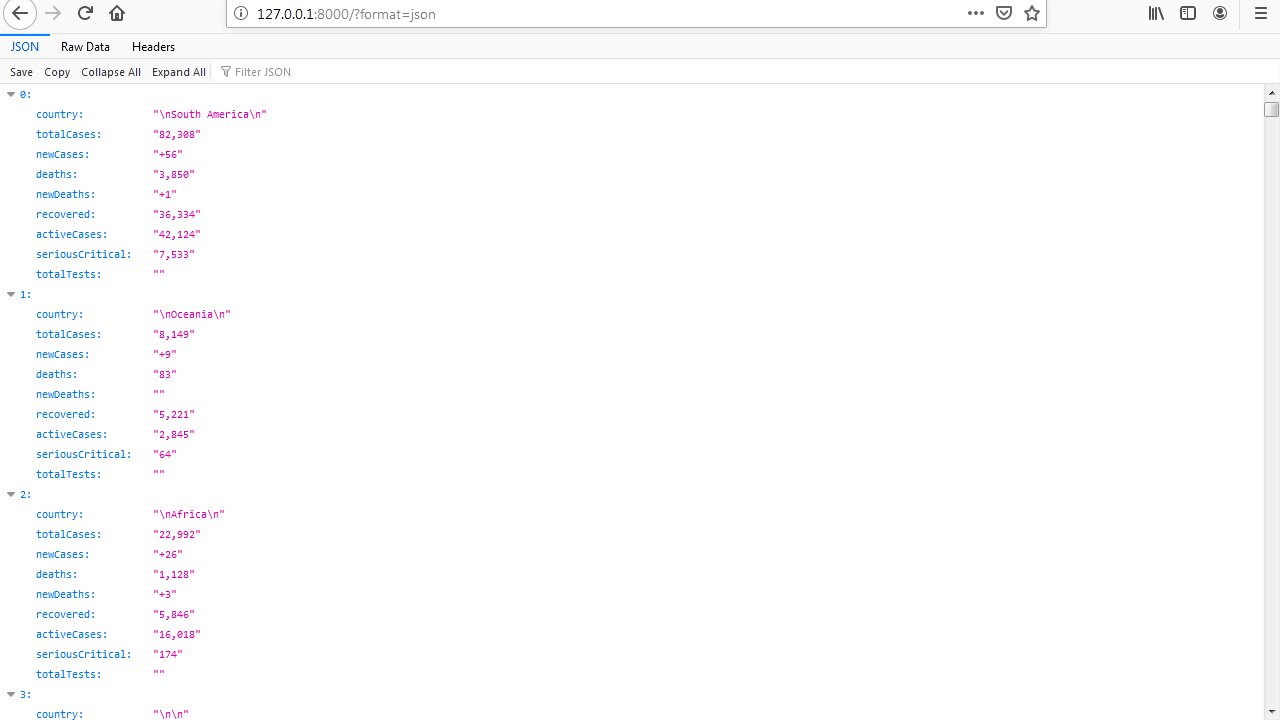 127.0.0.1:8000/?format=json
JSON Raw Data Headers
Save Copy Collapse All Expand All Filter JSON
0:
country: "\nSouth America\n"
totalCases: "82,308"
newCases: "+56"
deaths: "3,850"
newDeaths: "+1"
recovered: "36,334"
activeCases: "42,124"
seriousCritical: "7,533"
totalTests: ""
1:
country: "\nOceania\n"
totalCases: "8,149"
newCases: "+9"
deaths: "83"
newDeaths: ""
recovered: "5,221"
activeCases: "2,845"
seriousCritical: "64"
totalTests: ""
2:
country: "\nAfrica\n"
totalCases: "22,992"
newCases: "+26"
deaths: "1,128"
newDeaths: "+3"
recovered: "5,846"
activeCases: "16,018"
seriousCritical: "174"
totalTests: ""
3:
country: "\n\n"